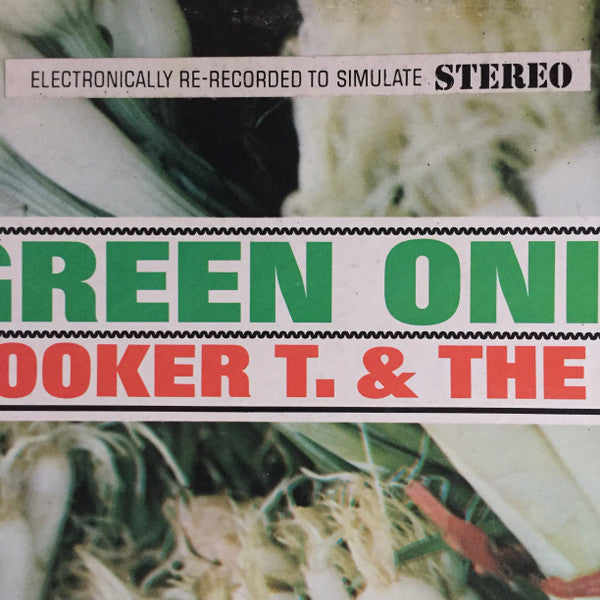 ELECTRONICALLY RE-RECORDED TO SIMULATE STEREO
GREEN ONI
OOKER T. & THE